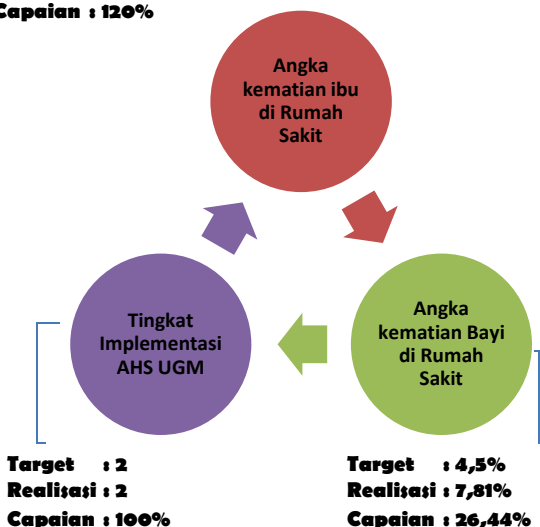 Capaian : 120%
Angka
kematian ibu
di Rumah
Sakit
Tingkat
Implementasi
AHS UGM
Angka
kematian Bayi
di Rumah
Sakit
Target : 2
Realisasi : 2
Capaian : 100%
Target : 4,5%
Realisasi : 7,81%
Capaian : 26,44%